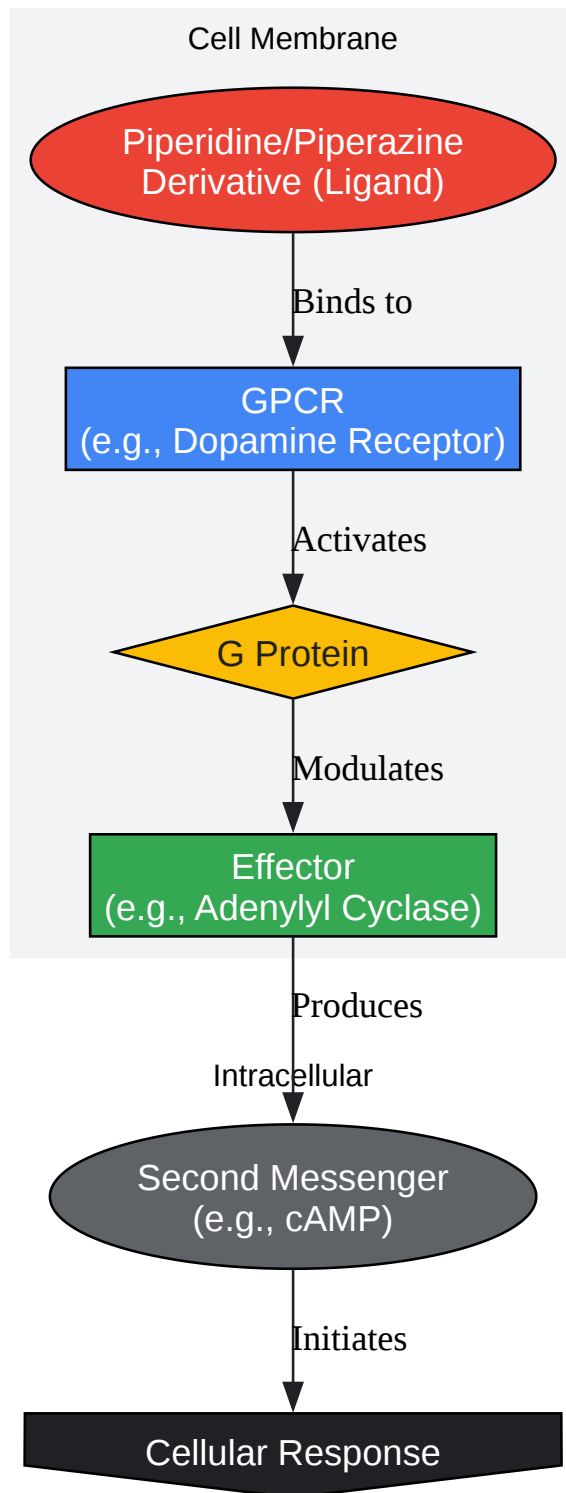 Cell Membrane
Piperidine/Piperazine
Derivative (Ligand)
Binds to
GPCR
(e.g., Dopamine Receptor)
Activates
G Protein
Modulates
Effector
(e.g., Adenylyl Cyclase)
Produces
Intracellular
Second Messenger
(e.g., cAMP)
Initiates
Cellular Response